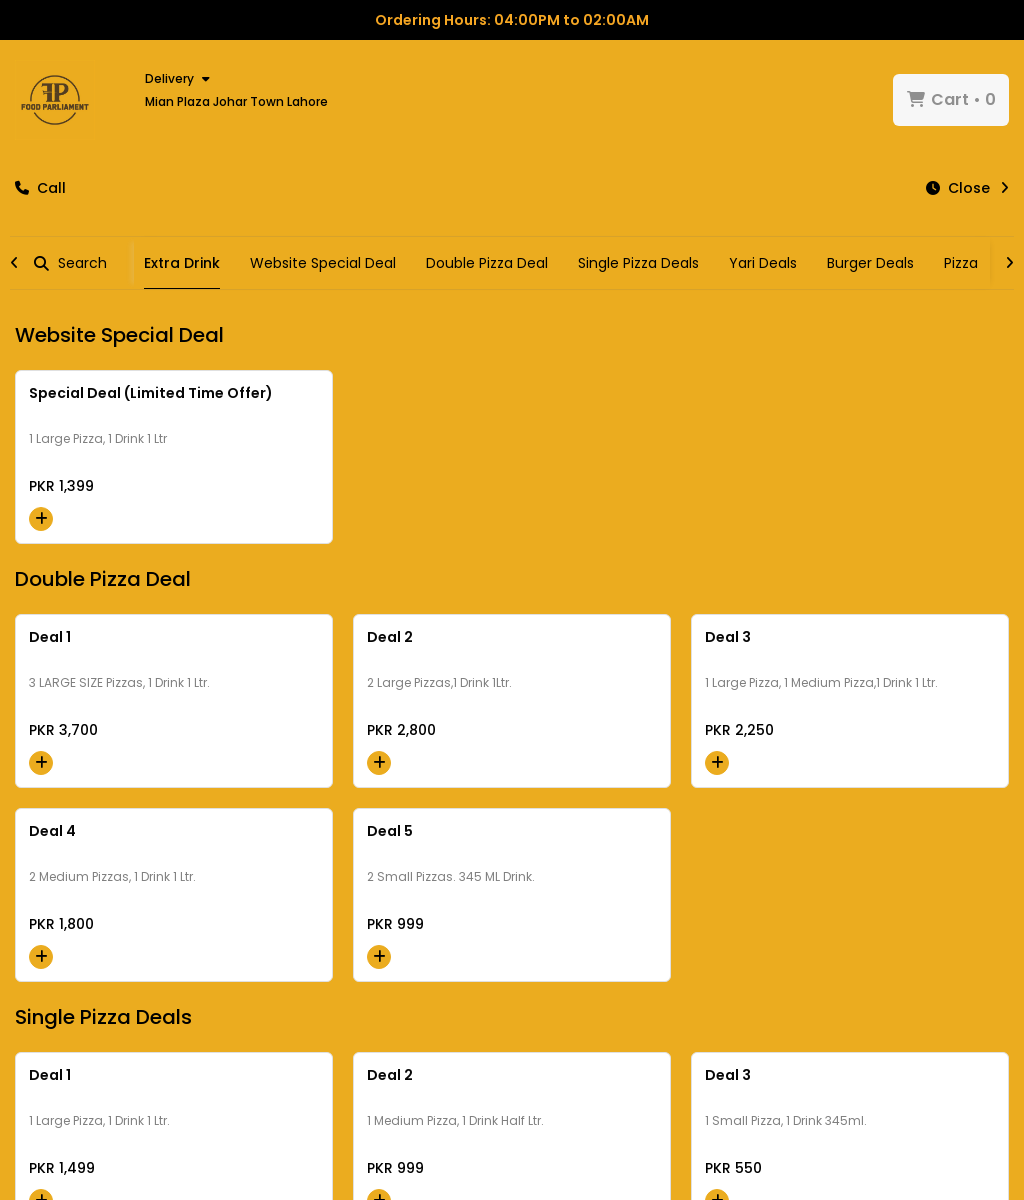 Ordering Hours: 04:00PM to 02:00AM
FP
FOOD PARLIAMENT
Delivery
Mian Plaza Johar Town Lahore
Cart • 0
Call
Close
Search
Extra Drink
Website Special Deal
Double Pizza Deal
Single Pizza Deals
Yari Deals
Burger Deals
Pizza
Website Special Deal
Special Deal (Limited Time Offer)
1 Large Pizza, 1 Drink 1 Ltr
PKR 1,399
Double Pizza Deal
Deal 1
3 LARGE SIZE Pizzas, 1 Drink 1 Ltr.
PKR 3,700
Deal 2
2 Large Pizzas,1 Drink 1Ltr.
PKR 2,800
Deal 3
1 Large Pizza, 1 Medium Pizza,1 Drink 1 Ltr.
PKR 2,250
Deal 4
2 Medium Pizzas, 1 Drink 1 Ltr.
PKR 1,800
Deal 5
2 Small Pizzas. 345 ML Drink.
PKR 999
Single Pizza Deals
Deal 1
1 Large Pizza, 1 Drink 1 Ltr.
PKR 1,499
Deal 2
1 Medium Pizza, 1 Drink Half Ltr.
PKR 999
Deal 3
1 Small Pizza, 1 Drink 345ml.
PKR 550